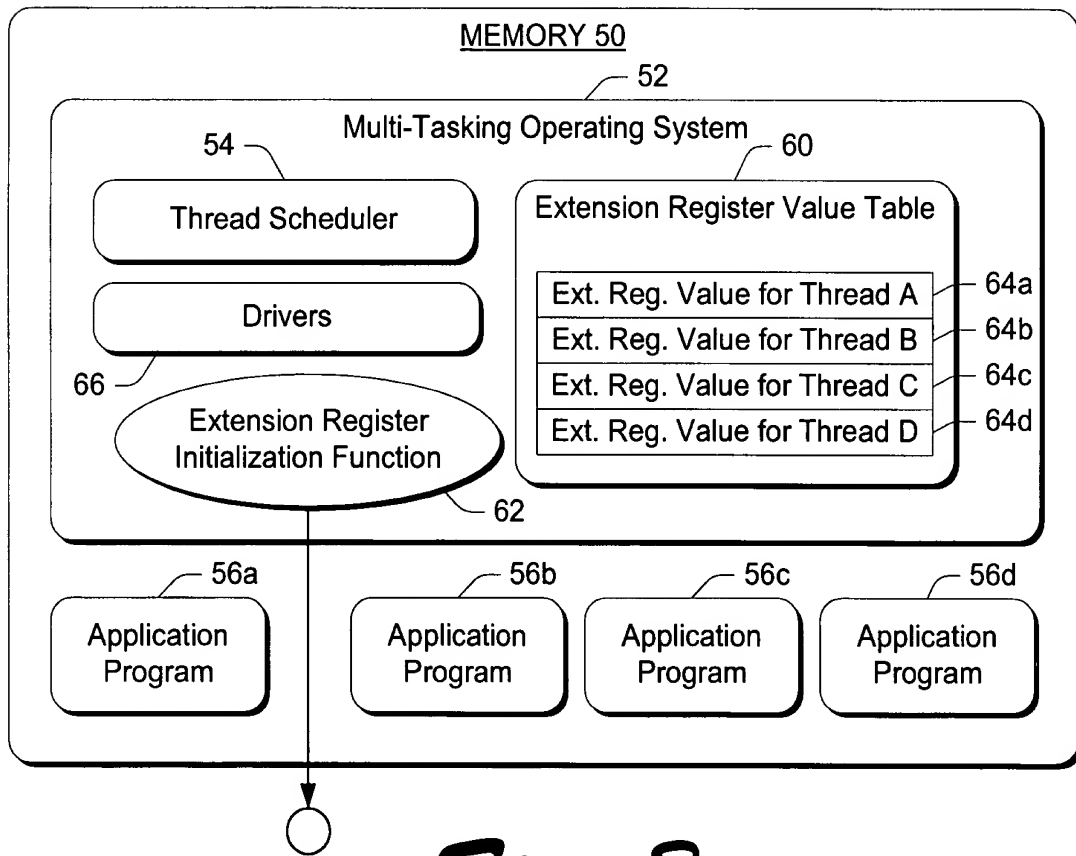 MEMORY 50
52
Multi-Tasking Operating System
54
Thread Scheduler
Drivers
66
Extension Register
Initialization Function
62
60
Extension Register Value Table
Ext. Reg. Value for Thread A
64a
Ext. Reg. Value for Thread B
64b
Ext. Reg. Value for Thread C
64c
Ext. Reg. Value for Thread D
64d
56a
Application
Program
56b
Application
Program
56c
Application
Program
56d
Application
Program